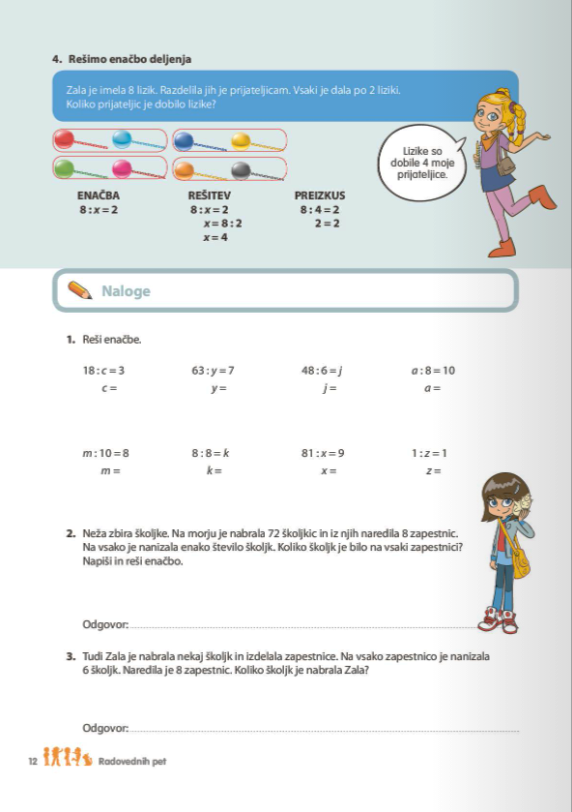 4. Rešimo enačbo deljenja
Zala je imela 8 lizik. Razdelila jih je prijateljicam. Vsaki je dala po 2 liziki.
Koliko prijateljic je dobilo lizike?
Lizike so
dobile 4 moje
prijateljice.
ENAČBA REŠITEV PREIZKUS
8 : x = 2 8 : x = 2 8 : 4 = 2
x = 8 : 2 2 = 2
x = 4
Naloge
1. Reši enačbe.
18 : c = 3 63 : y = 7 48 : 6 = j a : 8 = 10
c = y = j = a =
m : 10 = 8 8 : 8 = k 81 : x = 9 1 : z = 1
m = k = x = z =
2. Neža zbira školjke. Na morju je nabrala 72 školjkic in iz njih naredila 8 zapestnic.
Na vsako je nanizala enako število školjk. Koliko školjk je bilo na vsaki zapestnici?
Napiši in reši enačbo.
Odgovor:
3. Tudi Zala je nabrala nekaj školjk in izdelala zapestnice. Na vsako zapestnico je nanizala
6 školjk. Naredila je 8 zapestnic. Koliko školjk je nabrala Zala?
Odgovor:
12 Radovednih pet